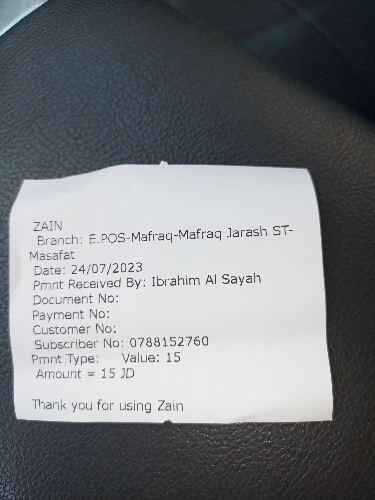 ZAIN
Branch: E.POS-Mafraq-Mafraq Jarash ST-
Masafat
Date: 24/07/2023
Pmnt Received By: Ibrahim Al Sayah
Document No:
Payment No:
Customer No:
Subscriber No: 0788152760
Pmnt Type: Value: 15
Amount = 15 JD
Thank you for using Zain